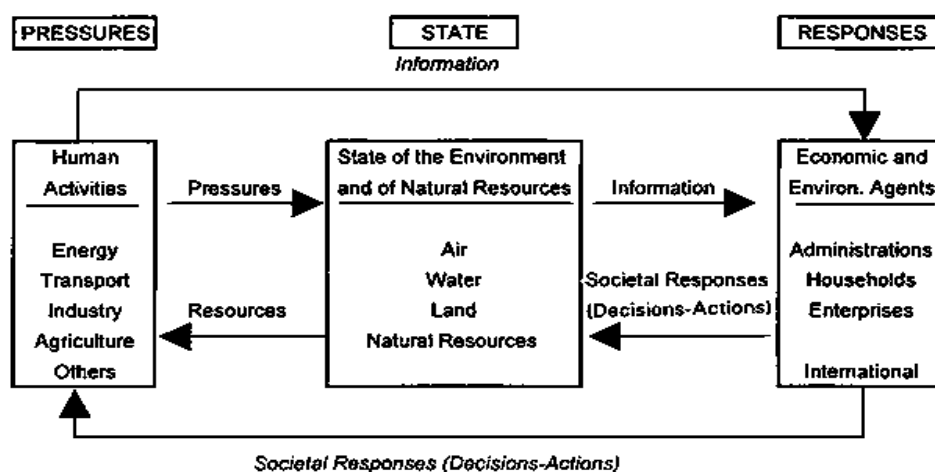 PRESSURES
STATE
RESPONSES
Information
Human
Activities
Energy
Transport
Industry
Agriculture
Others
Pressures
Resources
State of the Environment
and of Natural Resources
Air
Water
Land
Natural Resources
Information
Societal Responses
(Decisions-Actions)
Economic and
Environ. Agents
Administrations
Households
Enterprises
International
Societal Responses (Decisions-Actions)